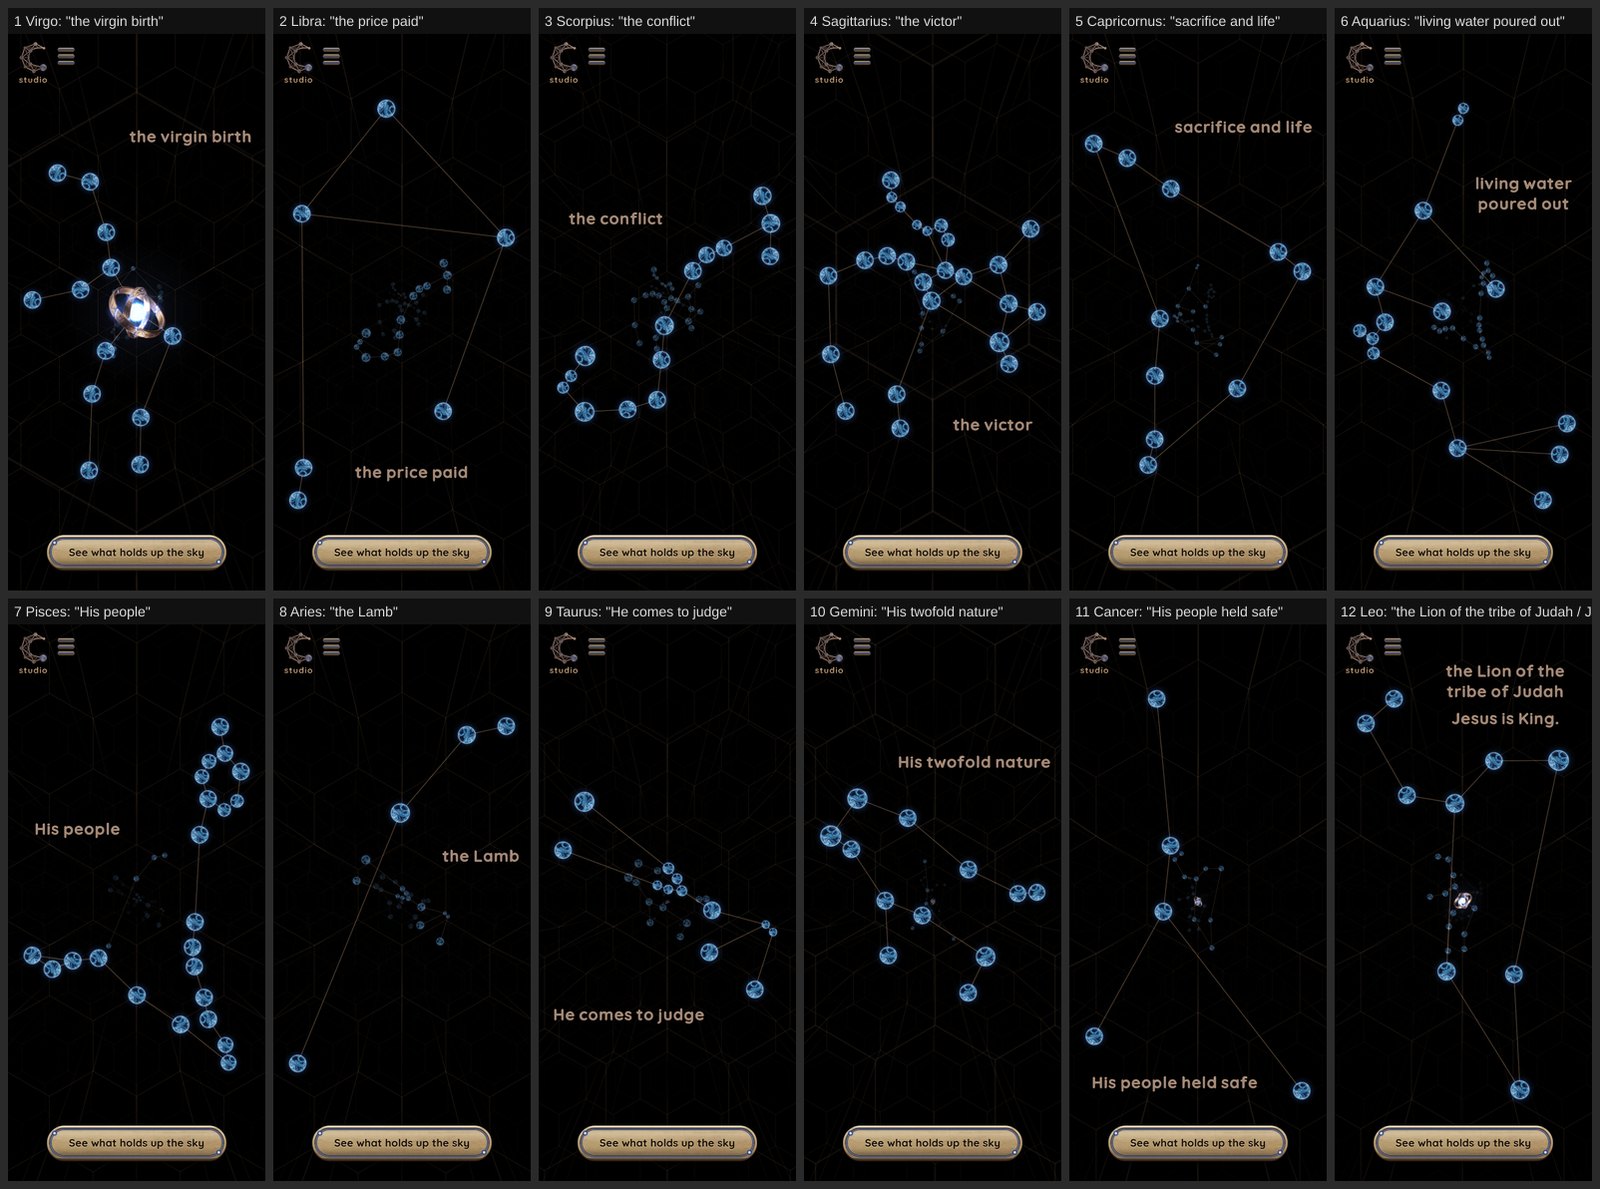 1 Virgo: "the virgin birth"
studio
the virgin birth
See what holds up the sky
2 Libra: "the price paid"
studio
the price paid
See what holds up the sky
3 Scorpius: "the conflict"
studio
the conflict
See what holds up the sky
4 Sagittarius: "the victor"
studio
the victor
See what holds up the sky
5 Capricornus: "sacrifice and life"
studio
sacrifice and life
See what holds up the sky
6 Aquarius: "living water poured out"
studio
living water
poured out
See what holds up the sky
7 Pisces: "His people"
studio
His people
See what holds up the sky
8 Aries: "the Lamb"
studio
the Lamb
See what holds up the sky
9 Taurus: "He comes to judge"
studio
He comes to judge
See what holds up the sky
10 Gemini: "His twofold nature"
studio
His twofold nature
See what holds up the sky
11 Cancer: "His people held safe"
studio
His people held safe
See what holds up the sky
12 Leo: "the Lion of the tribe of Judah / J
studio
the Lion of the
tribe of Judah
Jesus is King.
See what holds up the sky